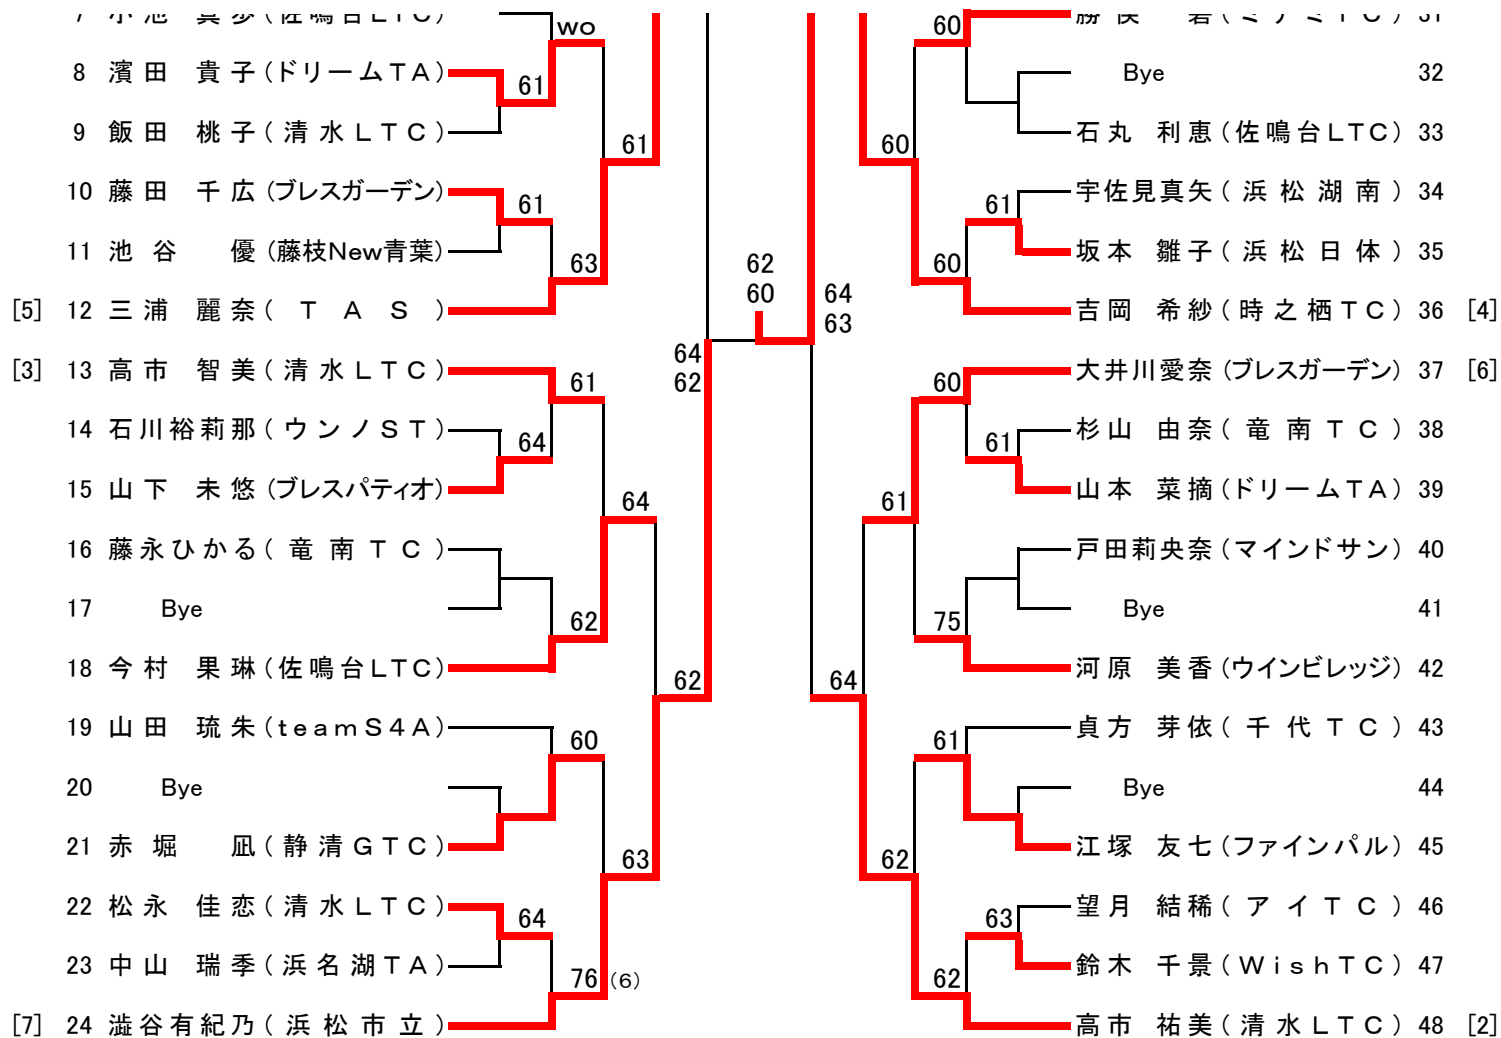 wo
60
8 濱田 貴子(ドリームTA)
61
Bye 32
9 飯田 桃子(清水LTC)
61
60
石丸 利恵(佐鳴台LTC) 33
10 藤田 千広(ブレスガーデン)
61
61
宇佐見真矢(浜松湖南) 34
11 池谷 優(藤枝New青葉)
63
62
60
坂本 雛子(浜松日体) 35
[5] 12 三浦 麗奈(TAS)
60
64
63
吉岡 希紗(時之栖TC) 36 [4]
[3] 13 高市 智美(清水LTC)
61
64
62
60
大井川愛奈(ブレスガーデン) 37 [6]
14 石川裕莉那(ウンノST)
64
61
杉山 由奈(竜南TC) 38
15 山下 未悠(ブレスパティオ)
64
61
山本 菜摘(ドリームTA) 39
16 藤永ひかる(竜南TC)
戸田莉央奈(マインドサン) 40
17 Bye
62
75
Bye 41
18 今村 果琳(佐鳴台LTC)
62
64
河原 美香(ウインビレッジ) 42
19 山田 琉朱(teamS4A)
60
61
貞方 芽依(千代TC) 43
20 Bye
Bye 44
21 赤堀 凪(静清GTC)
63
62
江塚 友七(ファインパル) 45
22 松永 佳恋(清水LTC)
64
63
望月 結稀(アイTC) 46
23 中山 瑞季(浜名湖TA)
76(6)
62
鈴木 千景(WishTC) 47
[7] 24 澁谷有紀乃(浜松市立)
高市 祐美(清水LTC) 48 [2]